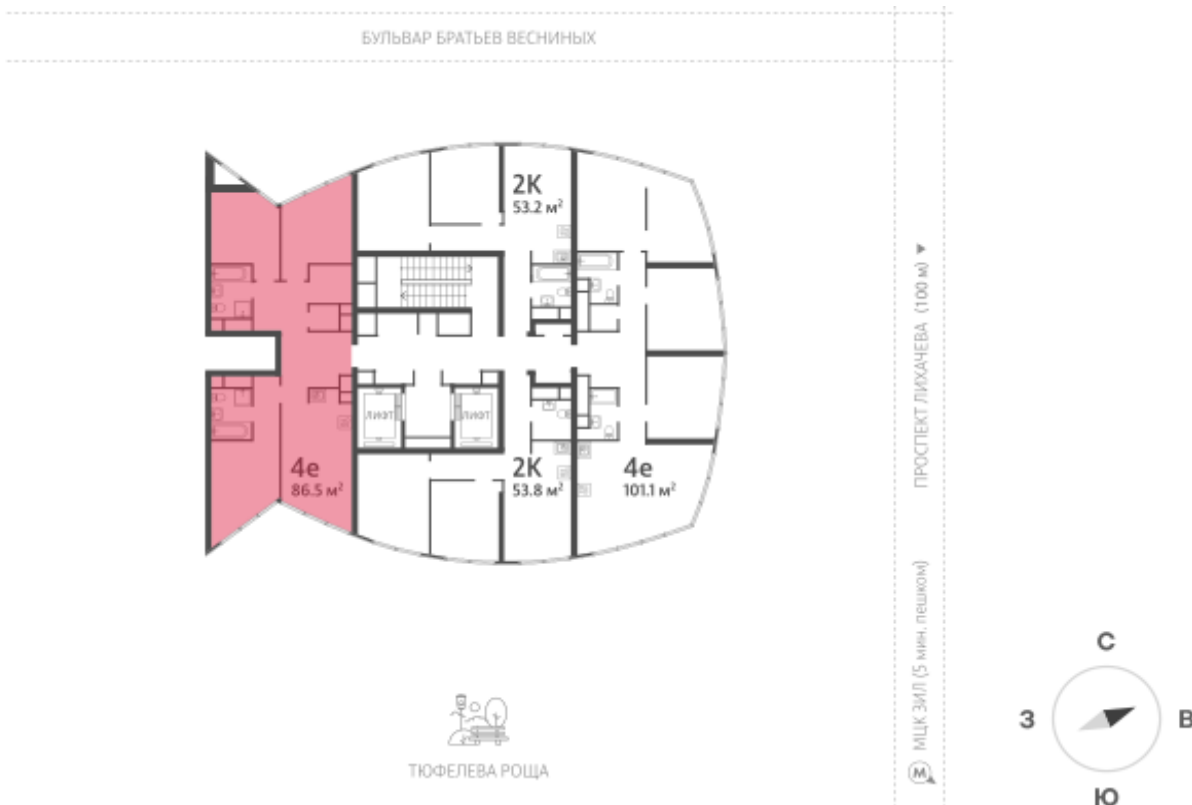 БУЛЬВАР БРАТЬЕВ ВЕСНИНЫХ
2К
53.2 м²
ПРОСПЕКТ ЛИХАЧЕВА (100 м)
ЛИФТ
ЛИФТ
4е
86.5 м²
2К
53.8 м²
4е
101.1 м²
М МЦК ЗИЛ (5 мин. пешком)
ТЮФЕЛЕВА РОЩА
С
З
В
Ю